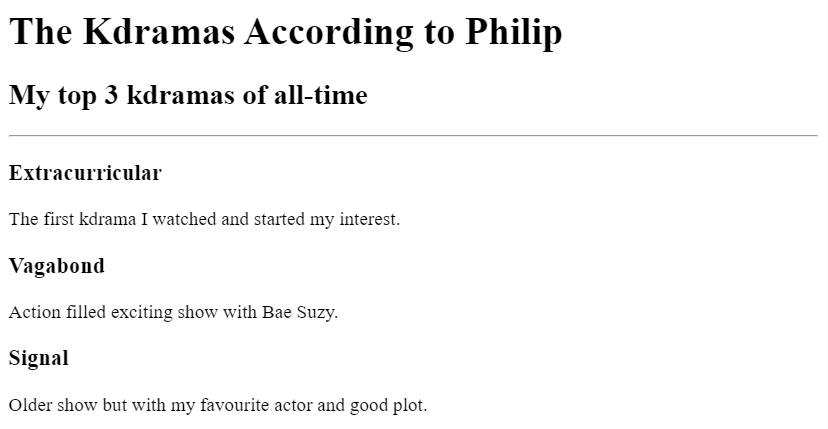 The Kdramas According to Philip
My top 3 kdramas of all-time
Extracurricular
The first kdrama I watched and started my interest.
Vagabond
Action filled exciting show with Bae Suzy.
Signal
Older show but with my favourite actor and good plot.